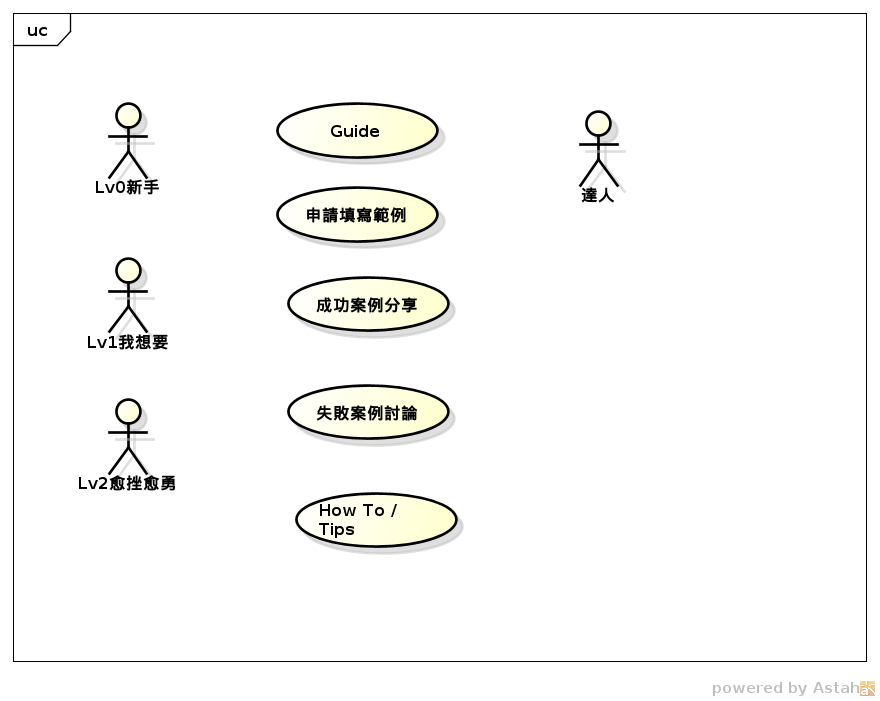 uc
Lv0新手
Guide
達人
申請填寫範例
Lv1我想要
成功案例分享
Lv2愈挫愈勇
失敗案例討論
How To /
Tips
powered by Astah